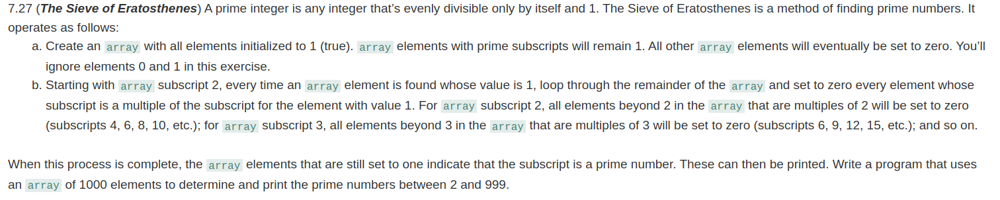 7.27 (The Sieve of Eratosthenes) A prime integer is any integer that’s evenly divisible only by itself and 1. The Sieve of Eratosthenes is a method of finding prime numbers. It
operates as follows:
a. Create an array with all elements initialized to 1 (true). array elements with prime subscripts will remain 1. All other array elements will eventually be set to zero. You’ll
ignore elements 0 and 1 in this exercise.
b. Starting with array subscript 2, every time an array element is found whose value is 1, loop through the remainder of the array and set to zero every element whose
subscript is a multiple of the subscript for the element with value 1. For array subscript 2, all elements beyond 2 in the array that are multiples of 2 will be set to zero
(subscripts 4, 6, 8, 10, etc.); for array subscript 3, all elements beyond 3 in the array that are multiples of 3 will be set to zero (subscripts 6, 9, 12, 15, etc.); and so on.
When this process is complete, the array elements that are still set to one indicate that the subscript is a prime number. These can then be printed. Write a program that uses
an array of 1000 elements to determine and print the prime numbers between 2 and 999.